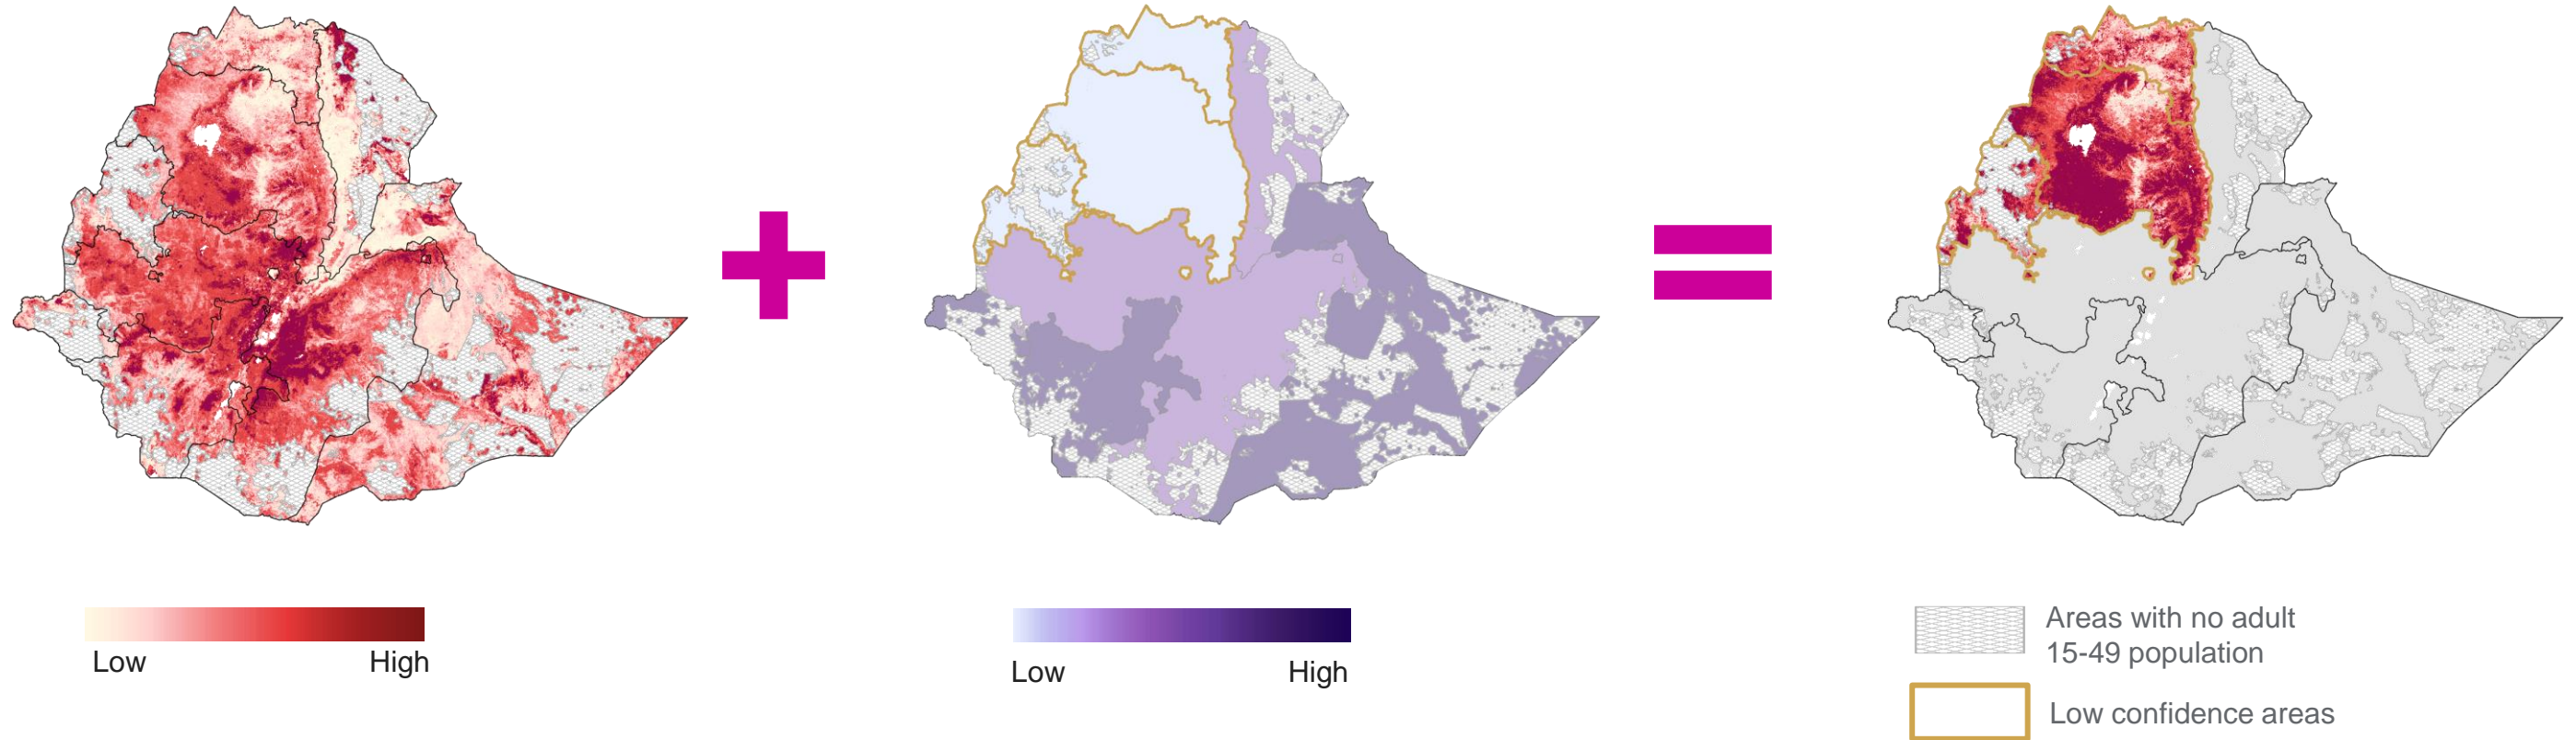 Low High
Low High
Areas with no adult
15-49 population
Low confidence areas